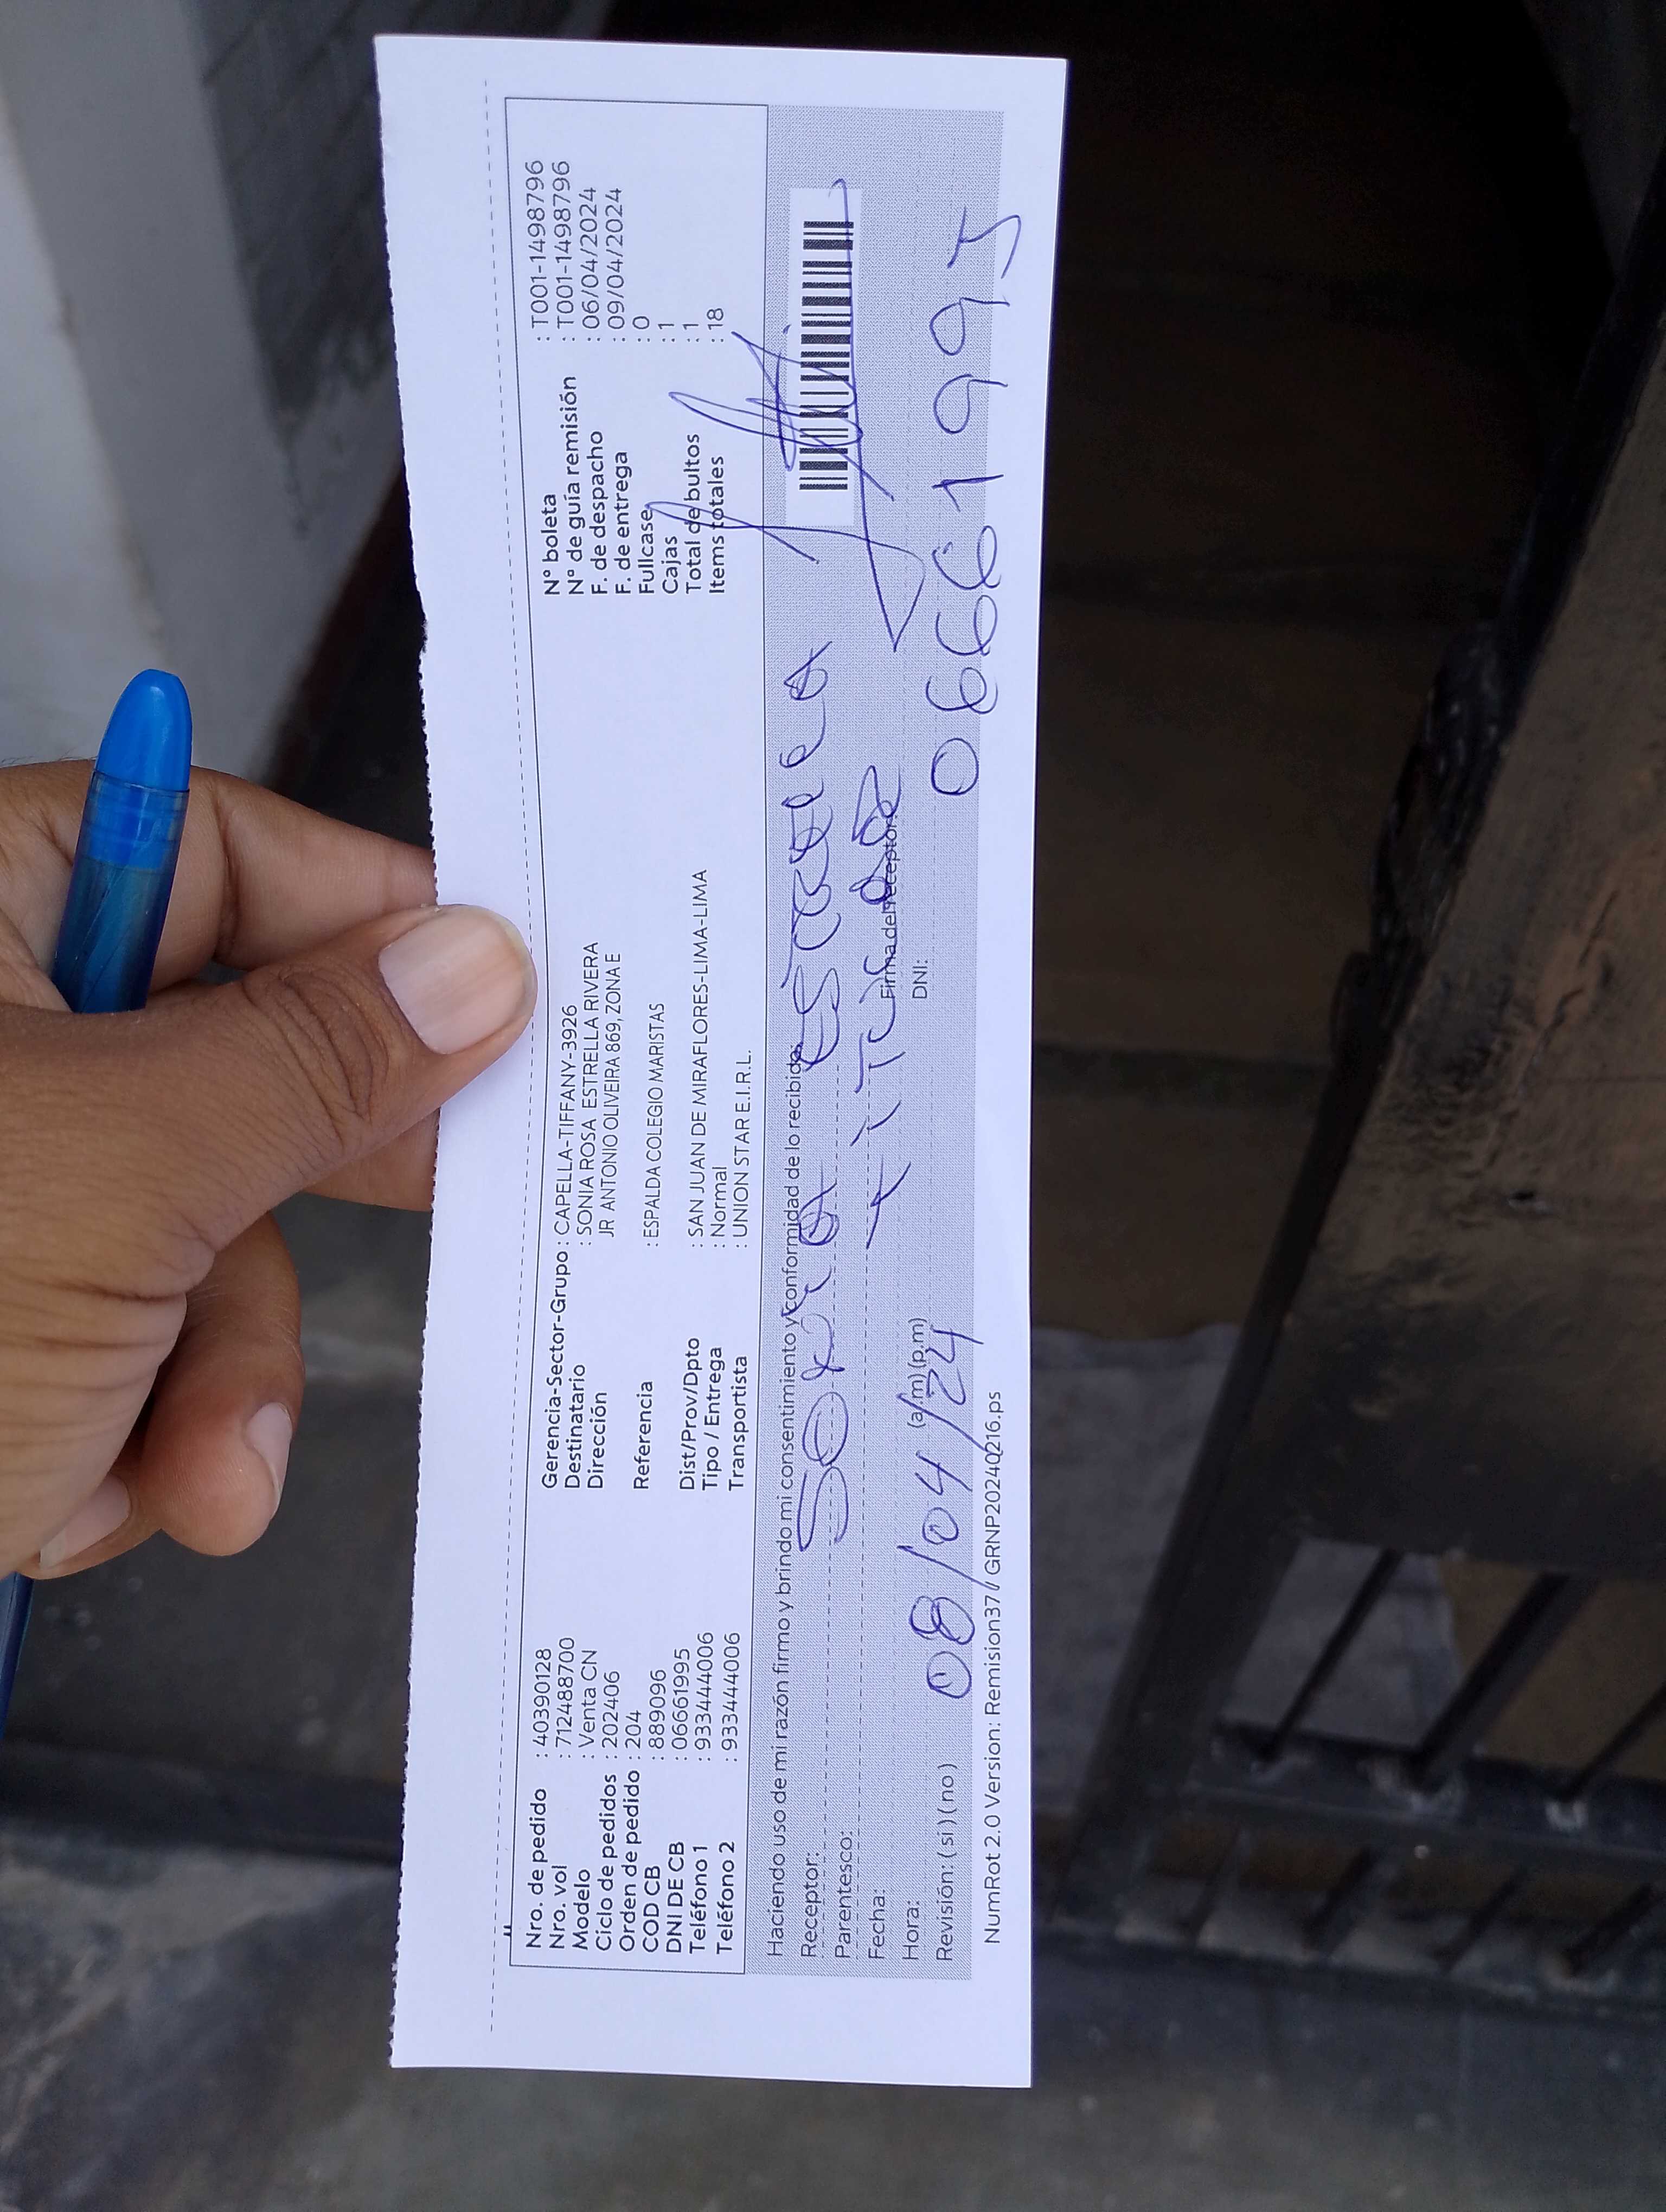 Nro. de pedido : 40390128
Nro. vol : 712488700
Modelo : Venta CN
Ciclo de pedidos : 202406
Orden de pedido : 204
COD CB : 889096
DNI DE CB : 06661995
Teléfono 1 : 933444006
Teléfono 2 : 933444006
Gerencia-Sector-Grupo : CAPELLA-TIFFANY-3926
Destinatario : SONIA ROSA ESTRELLA RIVERA
Dirección JR ANTONIO OLIVEIRA 869, ZONA E
Referencia : ESPALDA COLEGIO MARISTAS
Dist/Prov/Dpto : SAN JUAN DE MIRAFLORES-LIMA-LIMA
Tipo / Entrega : Normal
Transportista : UNION STAR E.I.R.L.
N° boleta : T001-1498796
N° de guía remisión : T001-1498796
F. de despacho : 06/04/2024
F. de entrega : 09/04/2024
Fullcase : 0
Cajas : 1
Total de bultos : 1
Items totales : 18
Haciendo uso de mi razón firmo y brindo mi consentimiento y conformidad de lo recibido.
Receptor: Sonia Estrella
Parentesco: Titular
Fecha:
Firma del receptor
Hora: (a.m) (p.m)
DNI: 06661995
08/04/24
Revisión: ( si ) ( no )
NumRot 2.0 Version: Remision37 / GRNP20240216.ps